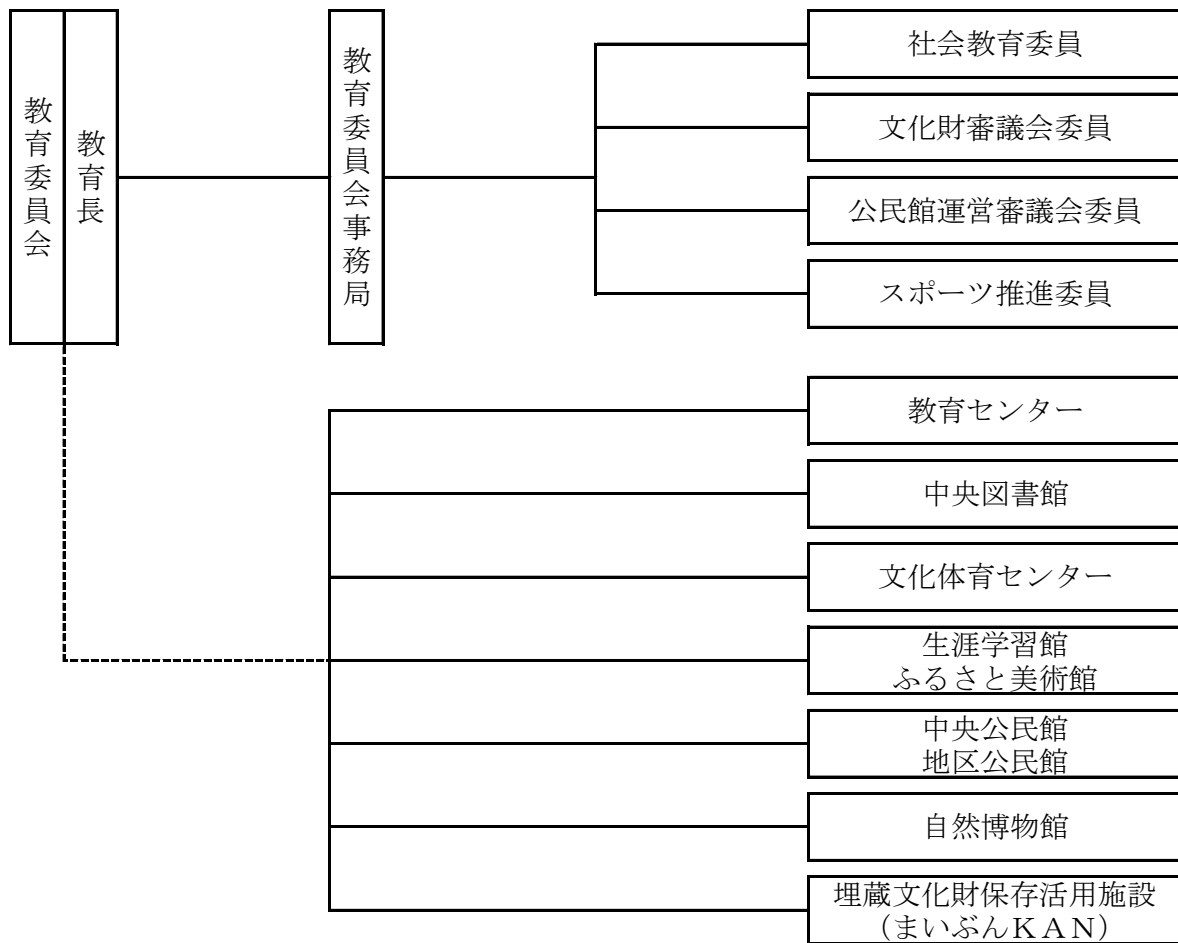 教育委員会
教育長
教育委員会事務局
社会教育委員
文化財審議会委員
公民館運営審議会委員
スポーツ推進委員
教育センター
中央図書館
文化体育センター
生涯学習館
ふるさと美術館
中央公民館
地区公民館
自然博物館
埋蔵文化財保存活用施設
（まいぶんＫＡＮ）